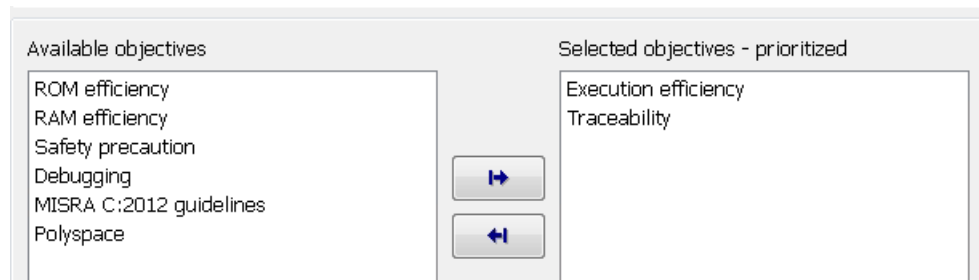 Available objectives
ROM efficiency
RAM efficiency
Safety precaution
Debugging
MISRA C:2012 guidelines
Polyspace
Selected objectives - prioritized
Execution efficiency
Traceability